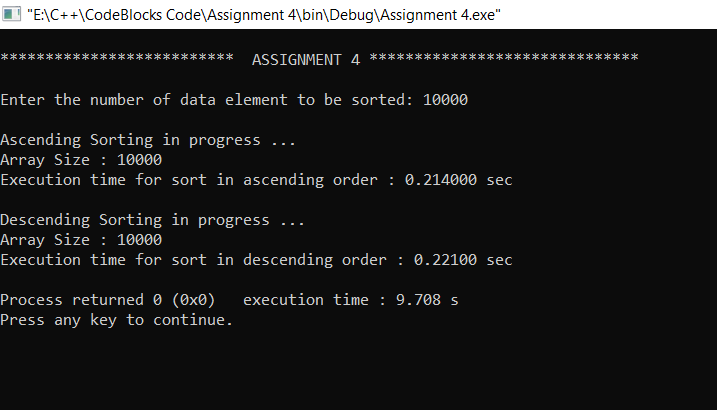 "E:\C++\CodeBlocks Code\Assignment 4\bin\Debug\Assignment 4.exe"
************************** ASSIGNMENT 4 ******************************
Enter the number of data element to be sorted: 10000
Ascending Sorting in progress ...
Array Size : 10000
Execution time for sort in ascending order : 0.214000 sec
Descending Sorting in progress ...
Array Size : 10000
Execution time for sort in descending order : 0.22100 sec
Process returned 0 (0x0)   execution time : 9.708 s
Press any key to continue.